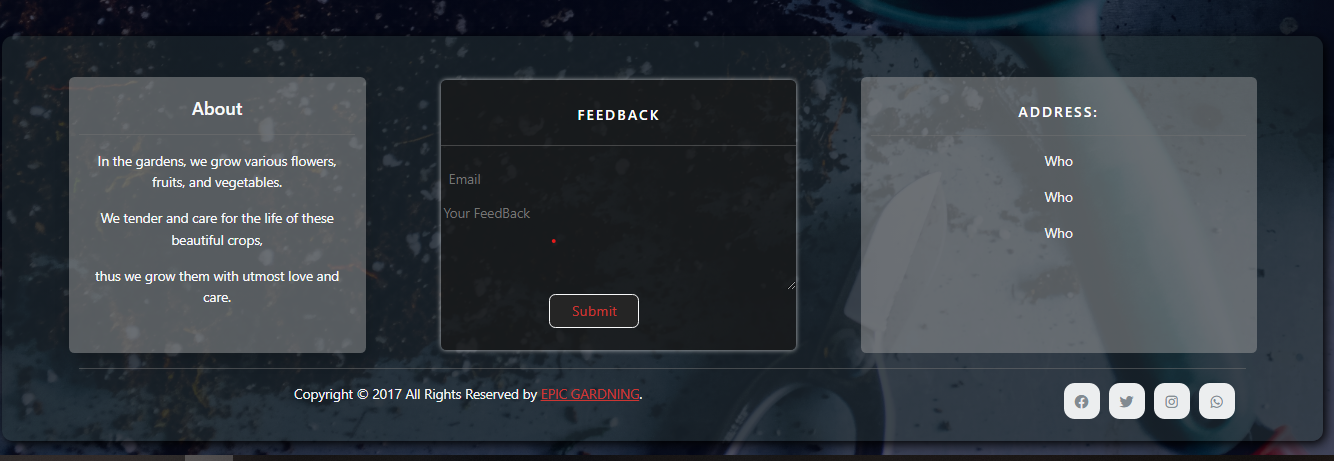 About
In the gardens, we grow various flowers,
fruits, and vegetables.
We tender and care for the life of these
beautiful crops,
thus we grow them with utmost love and
care.
FEEDBACK
Email
Your FeedBack
Submit
ADDRESS:
Who
Who
Who
Copyright © 2017 All Rights Reserved by EPIC GARDNING.